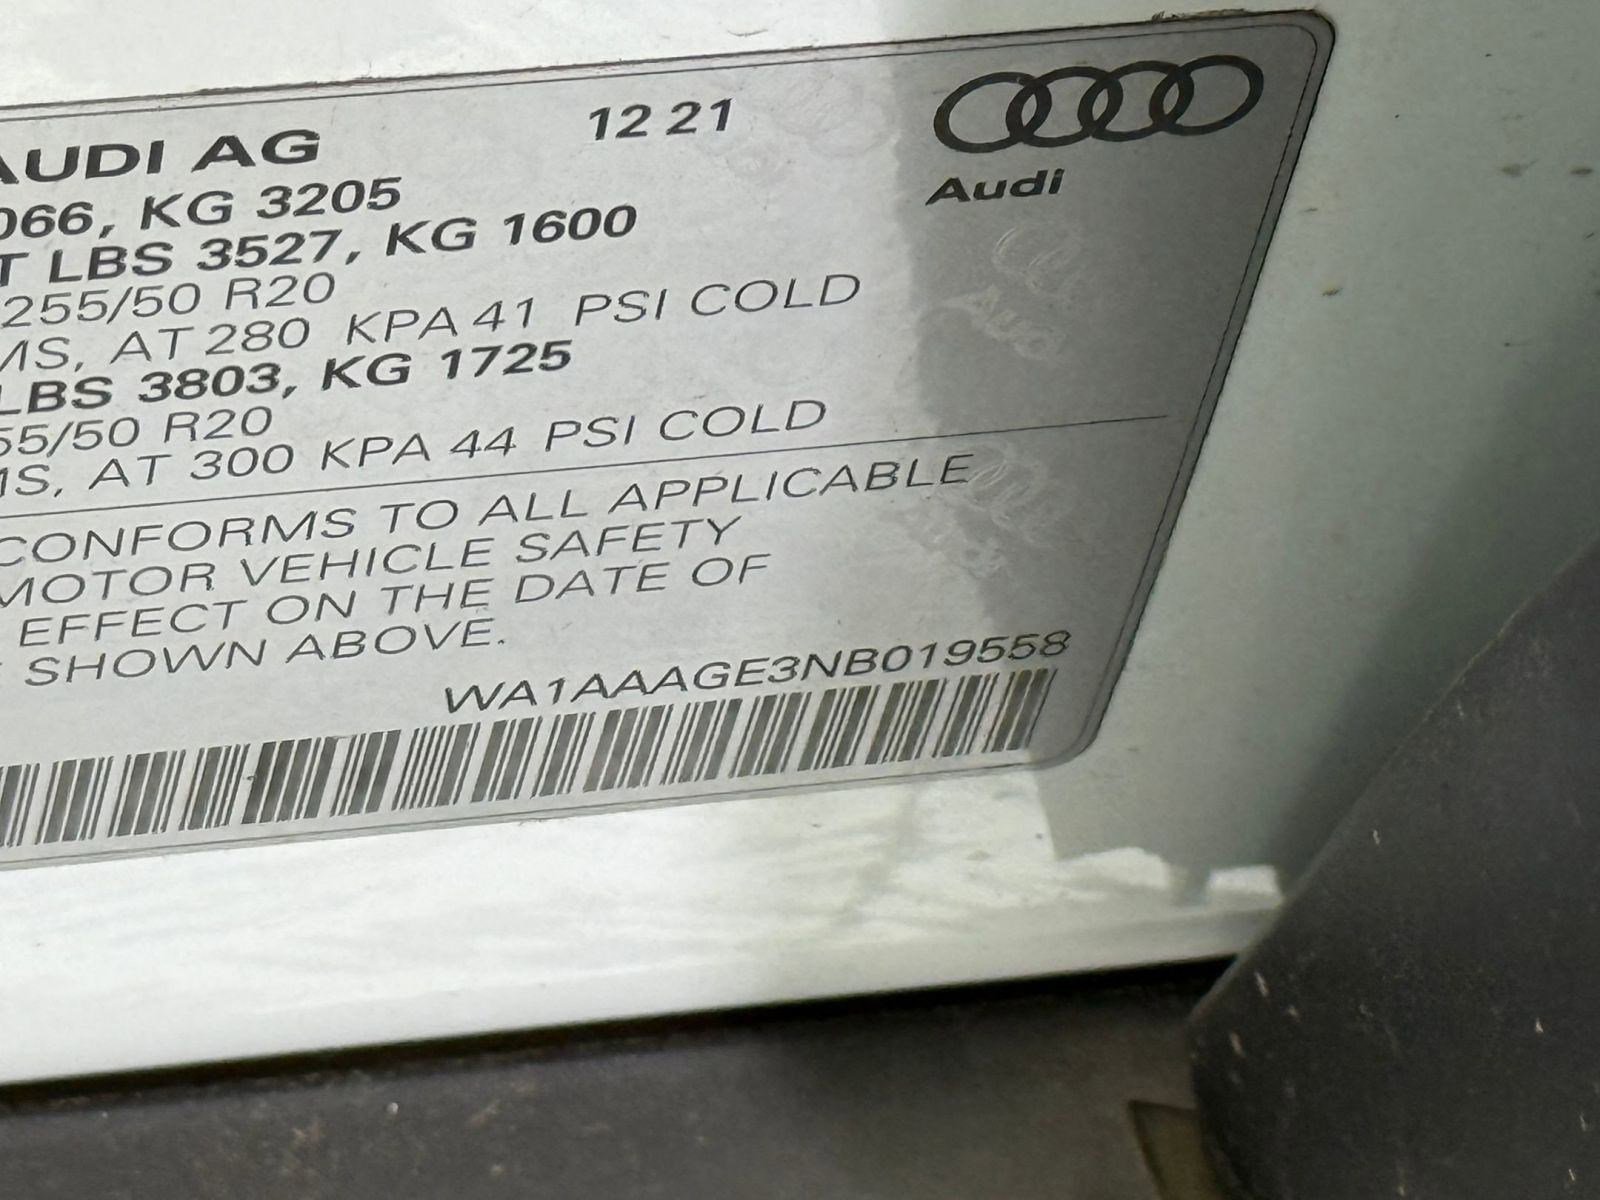 AUDI AG 12 21
Audi
066, KG 3205
T LBS 3527, KG 1600
255/50 R20
MS, AT 280 KPA 41 PSI COLD
LBS 3803, KG 1725
55/50 R20
MS, AT 300 KPA 44 PSI COLD
CONFORMS TO ALL APPLICABLE
MOTOR VEHICLE SAFETY
EFFECT ON THE DATE OF
SHOWN ABOVE.
WA1AAAGE3NB019558